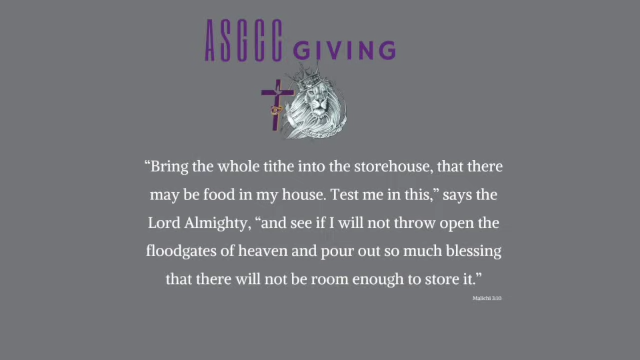 ASGCC GIVING
“Bring the whole tithe into the storehouse, that there
may be food in my house. Test me in this,” says the
Lord Almighty, “and see if I will not throw open the
floodgates of heaven and pour out so much blessing
that there will not be room enough to store it.”
Malichi 3:10